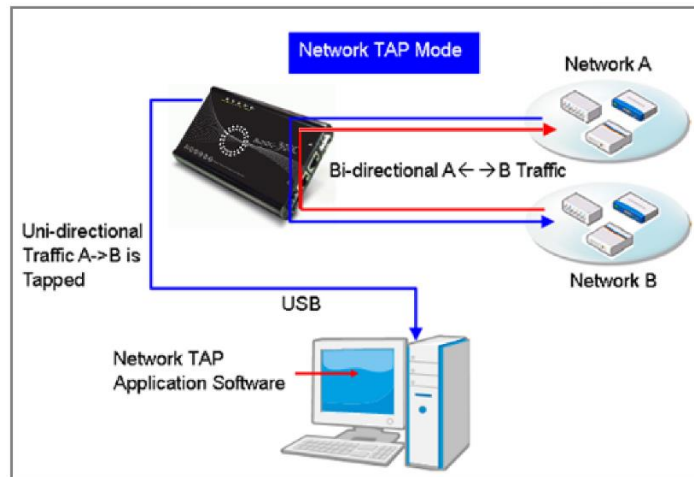 Network TAP Mode
Network A
Bi-directional A← →B Traffic
Uni-directional
Traffic A->B is
Tapped
Network B
USB
Network TAP
Application Software